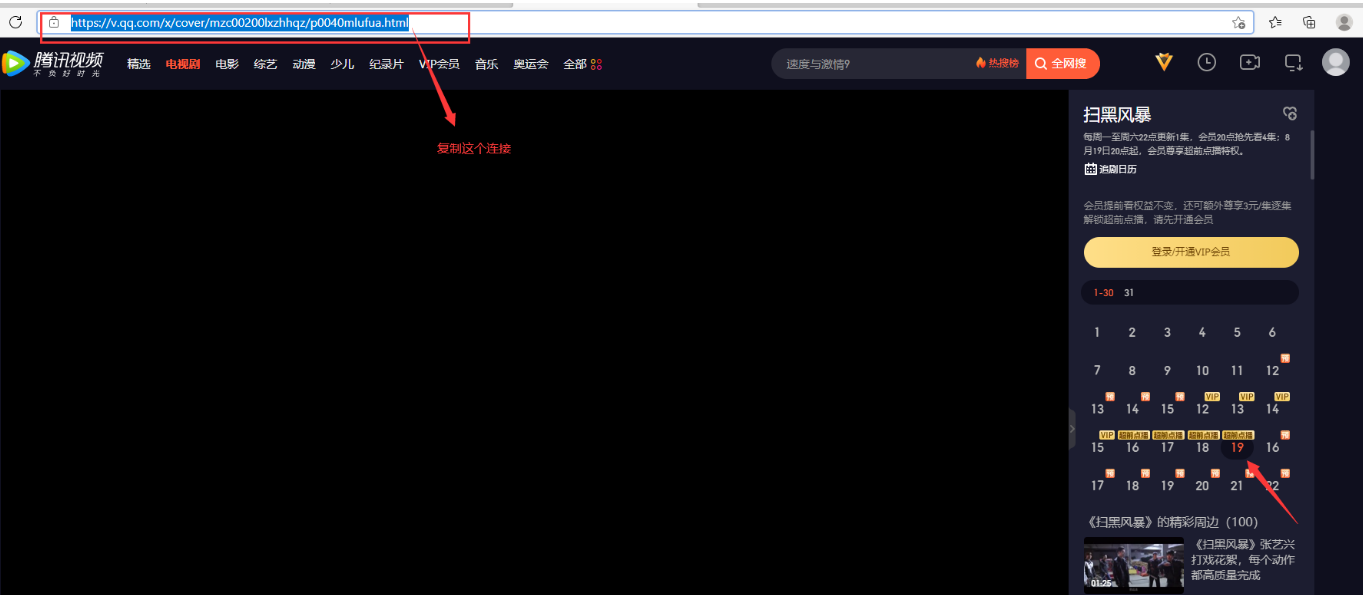 https://v.qq.com/x/cover/mzc00200lxzhhqz/p0040mlufua.html
腾讯视频
不负好时光
精选 电视剧 电影 综艺 动漫 少儿 纪录片 VIP会员 音乐 奥运会 全部
速度与激情9 热搜榜 全网搜
复制这个连接
扫黑风暴
每周一至周六22点更新1集，会员20点抢先看4集；8
月19日20点起，会员尊享超前点播特权。
追剧日历
会员提前看权益不变，还可额外尊享3元/集逐集
解锁超前点播，请先开通会员
登录/开通VIP会员
1-30 31
1 2 3 4 5 6
预
7 8 9 10 11 12
预 预 预 VIP VIP VIP
13 14 15 12 13 14
VIP 超前点播 超前点播 超前点播 超前点播 预
15 16 17 18 19 16
预 预 预 预 预 预
17 18 19 20 21 22
《扫黑风暴》的精彩周边（100）
《扫黑风暴》张艺兴
打戏花絮，每个动作
都高质量完成
01:25